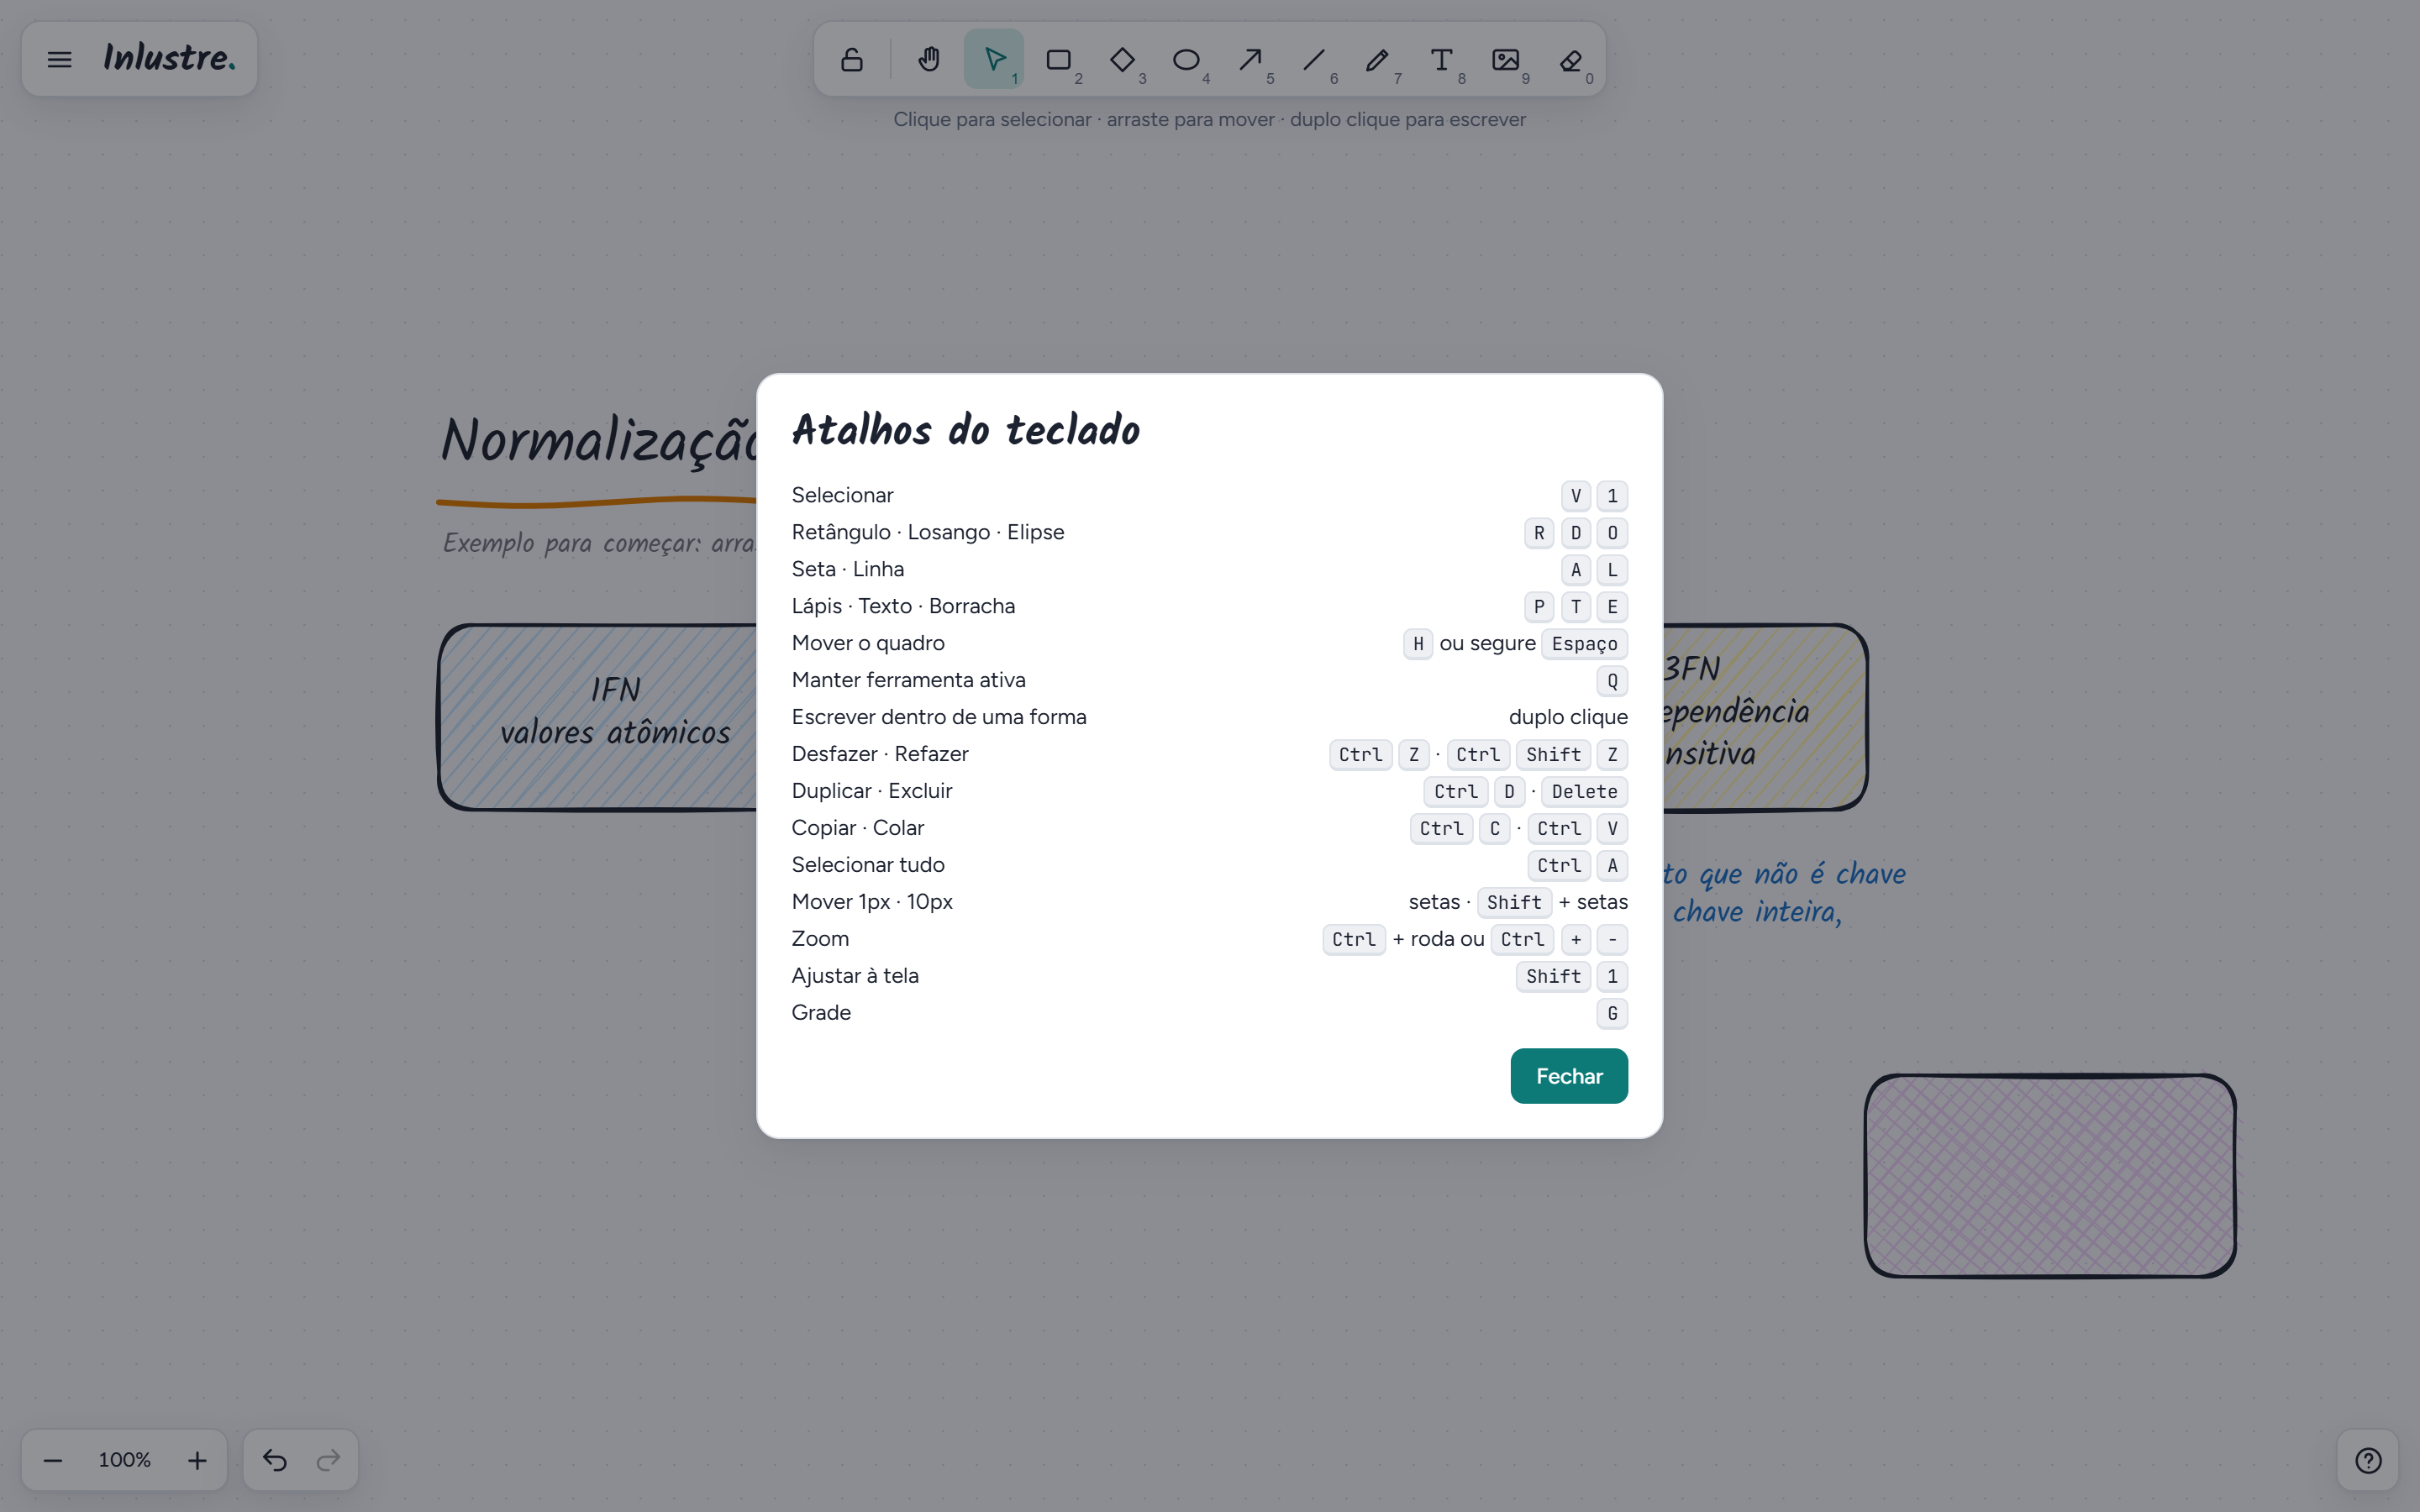 Inlustre.
1 2 3 4 5 6 7 8 9 0
Clique para selecionar · arraste para mover · duplo clique para escrever
Normalização
Exemplo para começar:
1FN
valores atômicos
3FN
to que não é chave
chave inteira,
Atalhos do teclado
Selecionar V 1
Retângulo · Losango · Elipse R D O
Seta · Linha A L
Lápis · Texto · Borracha P T E
Mover o quadro H ou segure Espaço
Manter ferramenta ativa Q
Escrever dentro de uma forma duplo clique
Desfazer · Refazer Ctrl Z · Ctrl Shift Z
Duplicar · Excluir Ctrl D · Delete
Copiar · Colar Ctrl C · Ctrl V
Selecionar tudo Ctrl A
Mover 1px · 10px setas · Shift + setas
Zoom Ctrl + roda ou Ctrl + -
Ajustar à tela Shift 1
Grade G
Fechar
100%